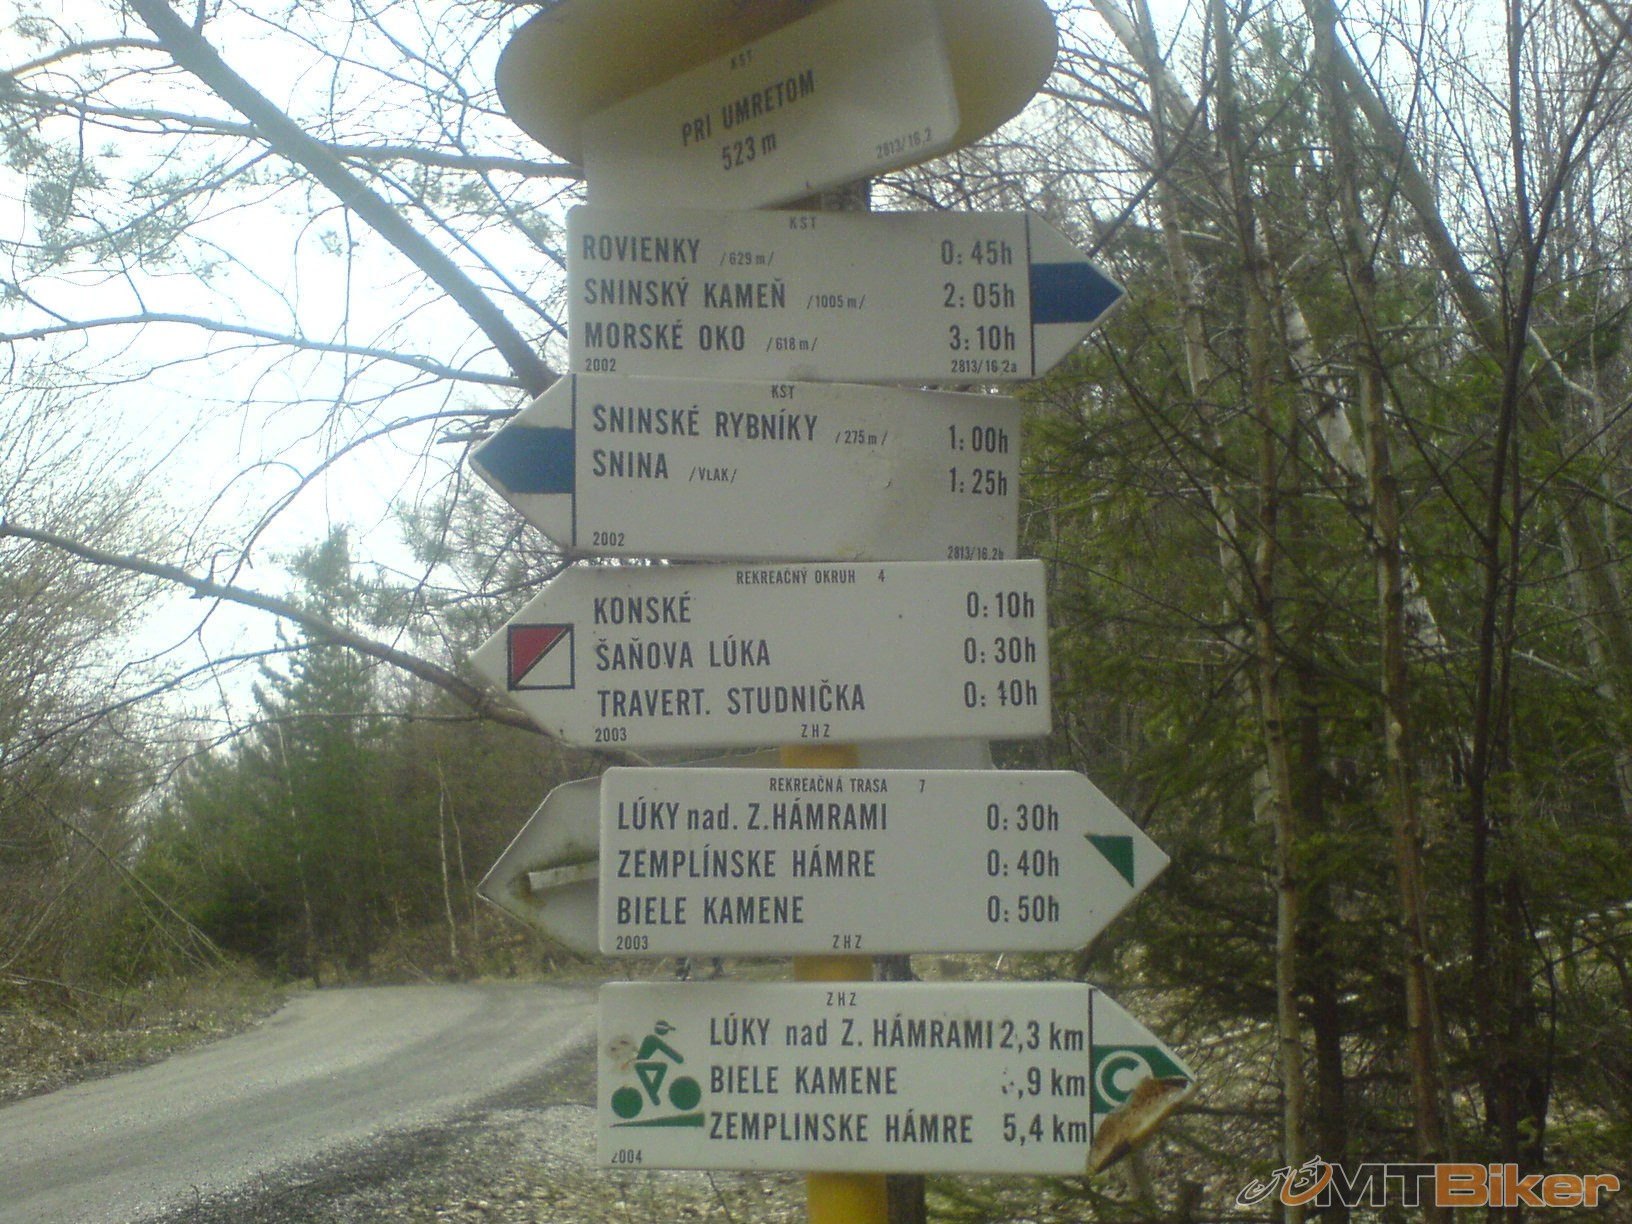 KST
PRI UMRETOM
523 m
2813/16.2
KST
ROVIENKY /629 m/ 0:45h
SNINSKÝ KAMEŇ /1005 m/ 2:05h
MORSKÉ OKO /618 m/ 3:10h
2002 2813/16 2a
KST
SNINSKÉ RYBNÍKY /275 m/ 1:00h
SNINA /VLAK/ 1:25h
2002 2813/16.2b
REKREAČNÝ OKRUH 4
KONSKÉ 0:10h
ŠAŇOVA LÚKA 0:30h
TRAVERT. STUDNIČKA 0:40h
2003 ZHZ
REKREAČNÁ TRASA 7
LÚKY nad. Z.HÁMRAMI 0:30h
ZEMPLÍNSKE HÁMRE 0:40h
BIELE KAMENE 0:50h
2003 ZHZ
ZHZ
LÚKY nad Z. HÁMRAMI 2,3 km
BIELE KAMENE ,9 km
ZEMPLINSKE HÁMRE 5,4 km
C
2004
MTBiker